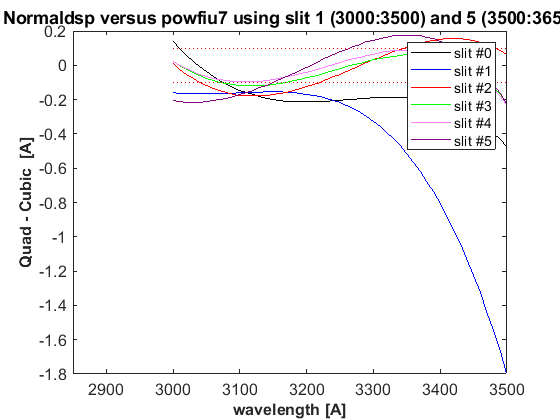 Normaldsp versus powfiu7 using slit 1 (3000:3500) and 5 (3500:365
0.2
0
-0.2
-0.4
-0.6
-0.8
-1
-1.2
-1.4
-1.6
-1.8
Quad - Cubic [A]
slit #0
slit #1
slit #2
slit #3
slit #4
slit #5
2900 3000 3100 3200 3300 3400 3500
wavelength [A]